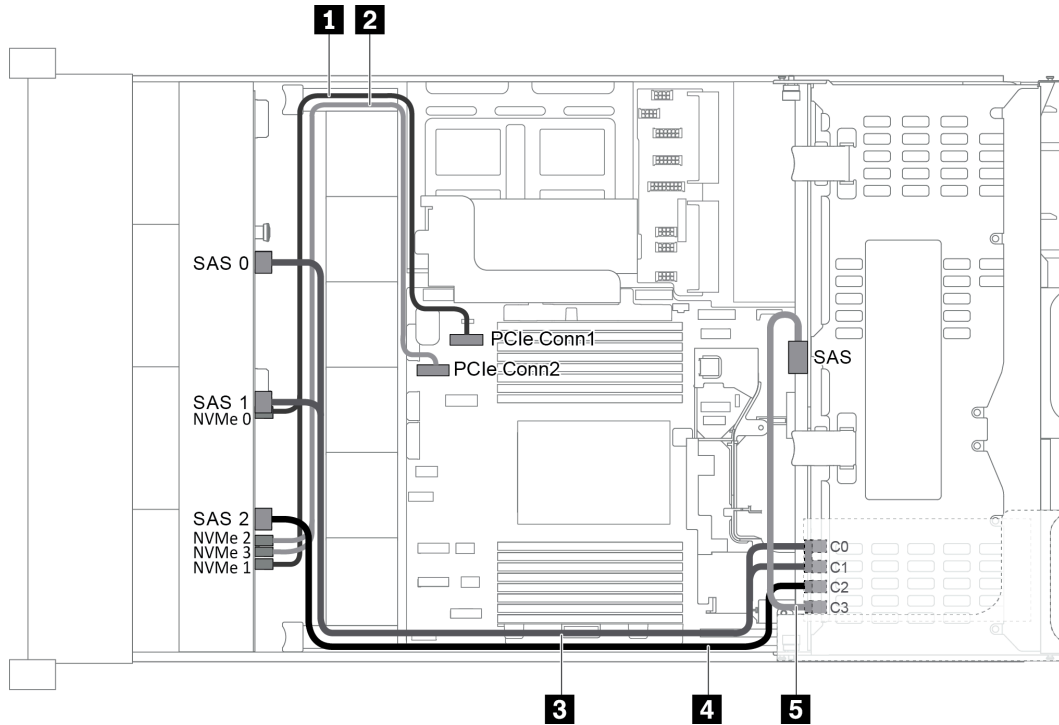 1 2
SAS 0
PCIe Conn1
SAS
PCIe Conn2
SAS 1
NVMe 0
SAS 2
NVMe 2
NVMe 3
NVMe 1
C0
C1
C2
C3
3 4 5